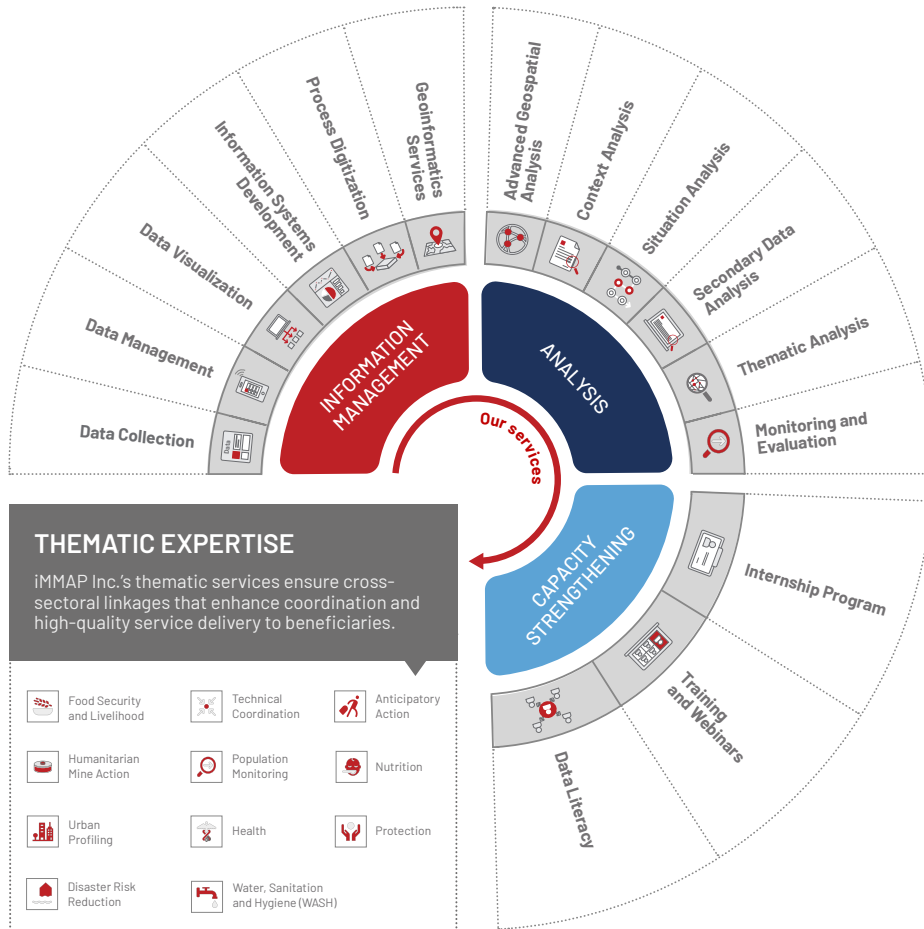 Data Collection
Data Management
Data Visualization
Information Systems
Development
Process Digitization
Geoinformatics
Services
Advanced Geospatial
Analysis
Context Analysis
Situation Analysis
Secondary Data
Analysis
Thematic Analysis
Monitoring and
Evaluation
Data
INFORMATION
MANAGEMENT
ANALYSIS
Our services
CAPACITY
STRENGTHENING
Internship Program
Training
and Webinars
Data Literacy
THEMATIC EXPERTISE
iMMAP Inc.'s thematic services ensure cross-
sectoral linkages that enhance coordination and
high-quality service delivery to beneficiaries.
Food Security
and Livelihood
Technical
Coordination
Anticipatory
Action
Humanitarian
Mine Action
Population
Monitoring
Nutrition
Urban
Profiling
Health
Protection
Disaster Risk
Reduction
Water, Sanitation
and Hygiene (WASH)